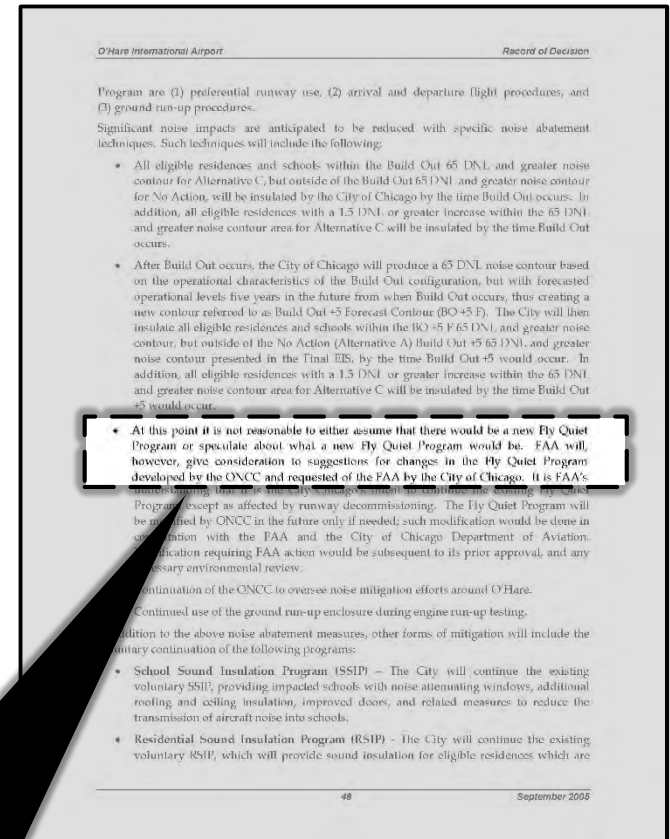 O'Hare International Airport Record of Decision
Program are (1) preferential runway use, (2) arrival and departure flight procedures, and
(3) ground run-up procedures.
Significant noise impacts are anticipated to be reduced with specific noise abatement
techniques. Such techniques will include the following:
• All eligible residences and schools within the Build Out 65 DNL and greater noise
contour for Alternative C, but outside of the Build Out 65 DNL and greater noise contour
for No Action, will be insulated by the City of Chicago by the time Build Out occurs. In
addition, all eligible residences with a 1.5 DNL or greater increase within the 65 DNL
and greater noise contour area for Alternative C will be insulated by the time Build Out
occurs.
• After Build Out occurs, the City of Chicago will produce a 65 DNL noise contour based
on the operational characteristics of the Build Out configuration, but with forecasted
operational levels five years in the future from when Build Out occurs, thus creating a
new contour referred to as Build Out +5 Forecast Contour (BO +5 F). The City will then
insulate all eligible residences and schools within the BO +5 F 65 DNL and greater noise
contour, but outside of the No Action (Alternative A) Build Out +5 65 DNL and greater
noise contour presented in the Final EIS, by the time Build Out +5 would occur. In
addition, all eligible residences with a 1.5 DNL or greater increase within the 65 DNL
and greater noise contour area for Alternative C will be insulated by the time Build Out
+5 would occur.
• At this point it is not reasonable to either assume that there would be a new Fly Quiet
Program or speculate about what a new Fly Quiet Program would be. FAA will,
however, give consideration to suggestions for changes in the Fly Quiet Program
developed by the ONCC and requested of the FAA by the City of Chicago. It is FAA's
understanding that it is the City Chicago's intent to continue the existing Fly Quiet
Program except as affected by runway decommissioning. The Fly Quiet Program will
be modified by ONCC in the future only if needed; such modification would be done in
with the FAA and the City of Chicago Department of Aviation.
requiring FAA action would be subsequent to its prior approval, and any
environmental review.
ontinuation of the ONCC to oversee noise mitigation efforts around O'Hare.
Continued use of the ground run-up enclosure during engine run-up testing.
dition to the above noise abatement measures, other forms of mitigation will include the
continuation of the following programs:
• School Sound Insulation Program (SSIP) – The City will continue the existing
voluntary SSIP, providing impacted schools with noise attenuating windows, additional
roofing and ceiling insulation, improved doors, and related measures to reduce the
transmission of aircraft noise into schools.
• Residential Sound Insulation Program (RSIP) - The City will continue the existing
voluntary RSIP, which will provide sound insulation for eligible residences which are
48 September 2005